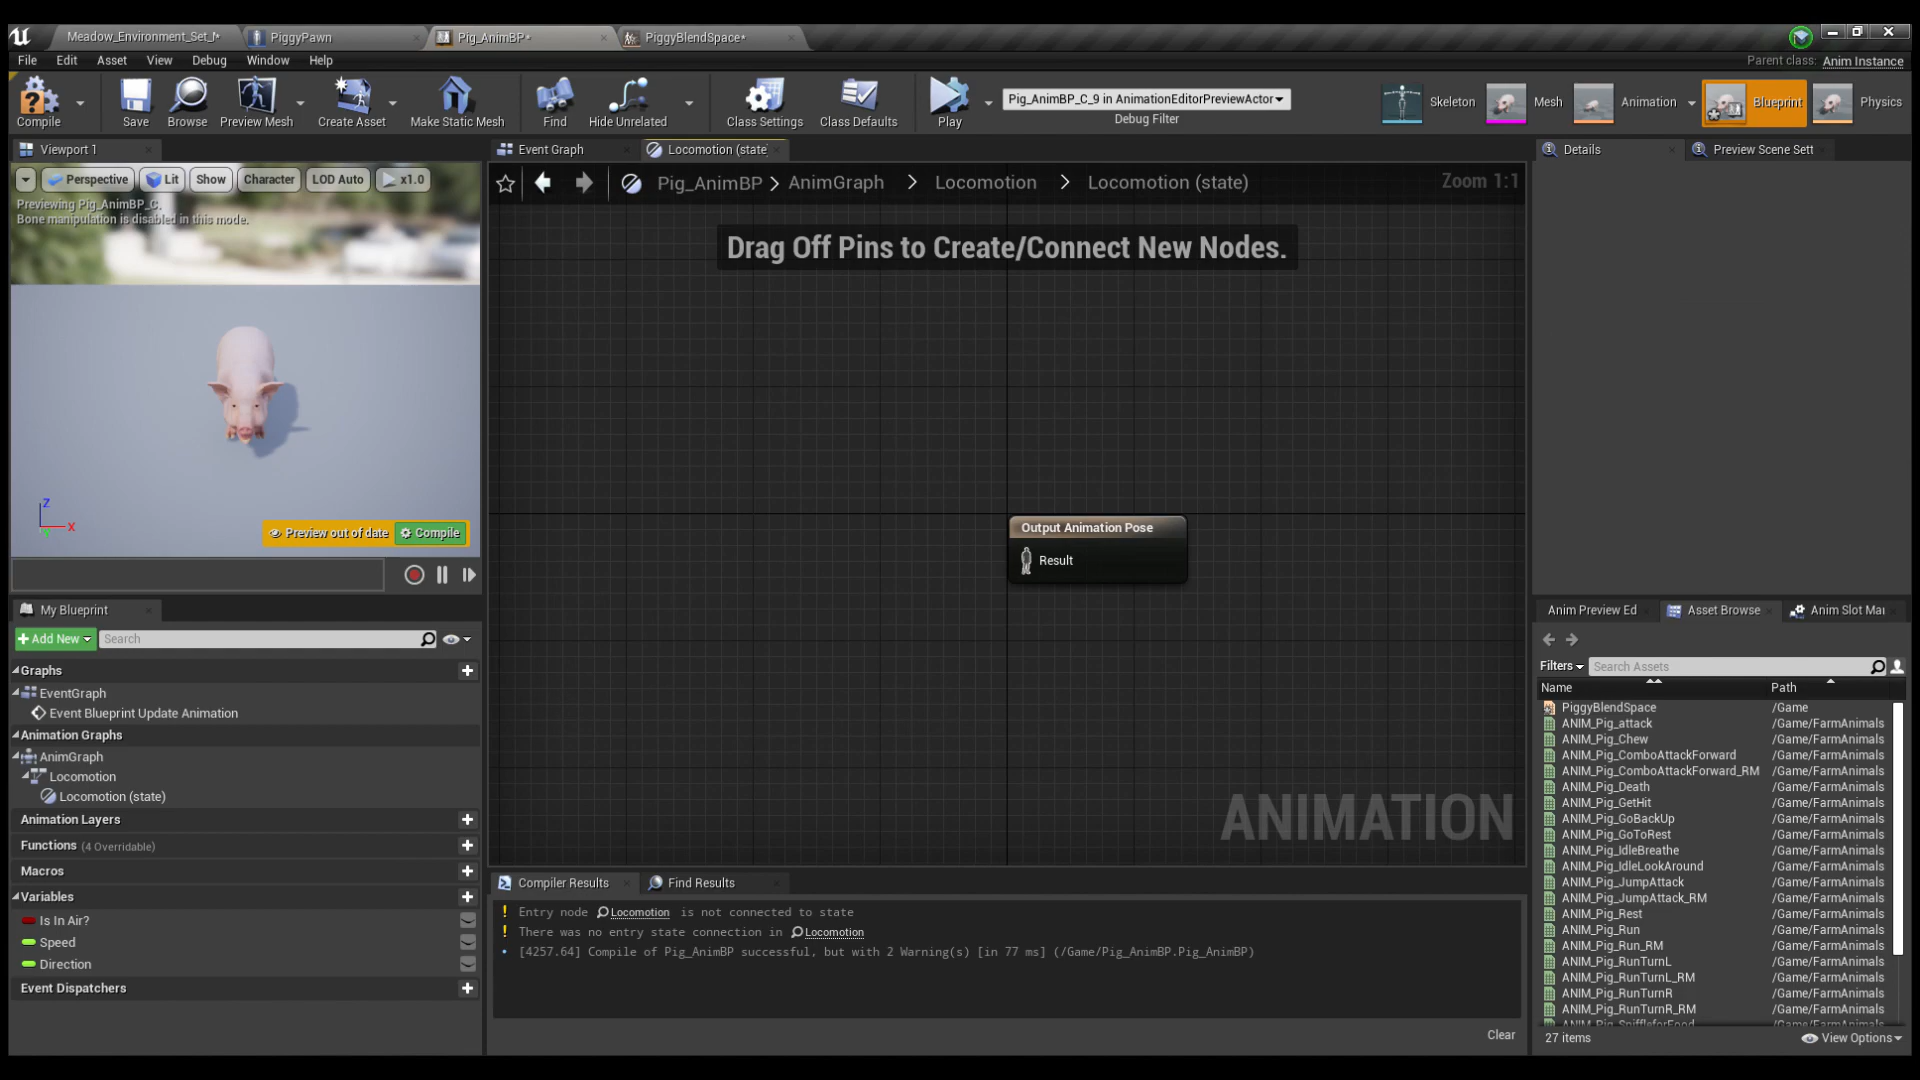 Meadow_Environment_Set_l*
PiggyPawn
Pig_AnimBP*
PiggyBlendSpace*
File Edit Asset View Debug Window Help
Parent class: Anim Instance
Compile
Save
Browse
Preview Mesh
Create Asset
Make Static Mesh
Find
Hide Unrelated
Class Settings
Class Defaults
Play
Pig_AnimBP_C_9 in AnimationEditorPreviewActor
Debug Filter
Skeleton
Mesh
Animation
Blueprint
Physics
Viewport 1
Perspective
Lit
Show
Character
LOD Auto
x1.0
Previewing Pig_AnimBP_C.
Bone manipulation is disabled in this mode.
Z
X
Preview out of date
Compile
Event Graph
Locomotion (state)
Pig_AnimBP > AnimGraph > Locomotion > Locomotion (state)
Zoom 1:1
Drag Off Pins to Create/Connect New Nodes.
Output Animation Pose
Result
ANIMATION
My Blueprint
Add New
Search
Graphs
EventGraph
Event Blueprint Update Animation
Animation Graphs
AnimGraph
Locomotion
Locomotion (state)
Animation Layers
Functions (4 Overridable)
Macros
Variables
Is In Air?
Speed
Direction
Event Dispatchers
Compiler Results
Find Results
! Entry node Locomotion is not connected to state
! There was no entry state connection in Locomotion
• [4257.64] Compile of Pig_AnimBP successful, but with 2 Warning(s) [in 77 ms] (/Game/Pig_AnimBP.Pig_AnimBP)
Clear
Details
Preview Scene Sett
Anim Preview Ed
Asset Browse
Anim Slot Mar
Filters
Search Assets
Name Path
PiggyBlendSpace /Game
ANIM_Pig_attack /Game/FarmAnimals
ANIM_Pig_Chew /Game/FarmAnimals
ANIM_Pig_ComboAttackForward /Game/FarmAnimals
ANIM_Pig_ComboAttackForward_RM /Game/FarmAnimals
ANIM_Pig_Death /Game/FarmAnimals
ANIM_Pig_GetHit /Game/FarmAnimals
ANIM_Pig_GoBackUp /Game/FarmAnimals
ANIM_Pig_GoToRest /Game/FarmAnimals
ANIM_Pig_IdleBreathe /Game/FarmAnimals
ANIM_Pig_IdleLookAround /Game/FarmAnimals
ANIM_Pig_JumpAttack /Game/FarmAnimals
ANIM_Pig_JumpAttack_RM /Game/FarmAnimals
ANIM_Pig_Rest /Game/FarmAnimals
ANIM_Pig_Run /Game/FarmAnimals
ANIM_Pig_Run_RM /Game/FarmAnimals
ANIM_Pig_RunTurnL /Game/FarmAnimals
ANIM_Pig_RunTurnL_RM /Game/FarmAnimals
ANIM_Pig_RunTurnR /Game/FarmAnimals
ANIM_Pig_RunTurnR_RM /Game/FarmAnimals
ANIM_Pig_SniffleforFood /Game/FarmAnimals
27 items
View Options